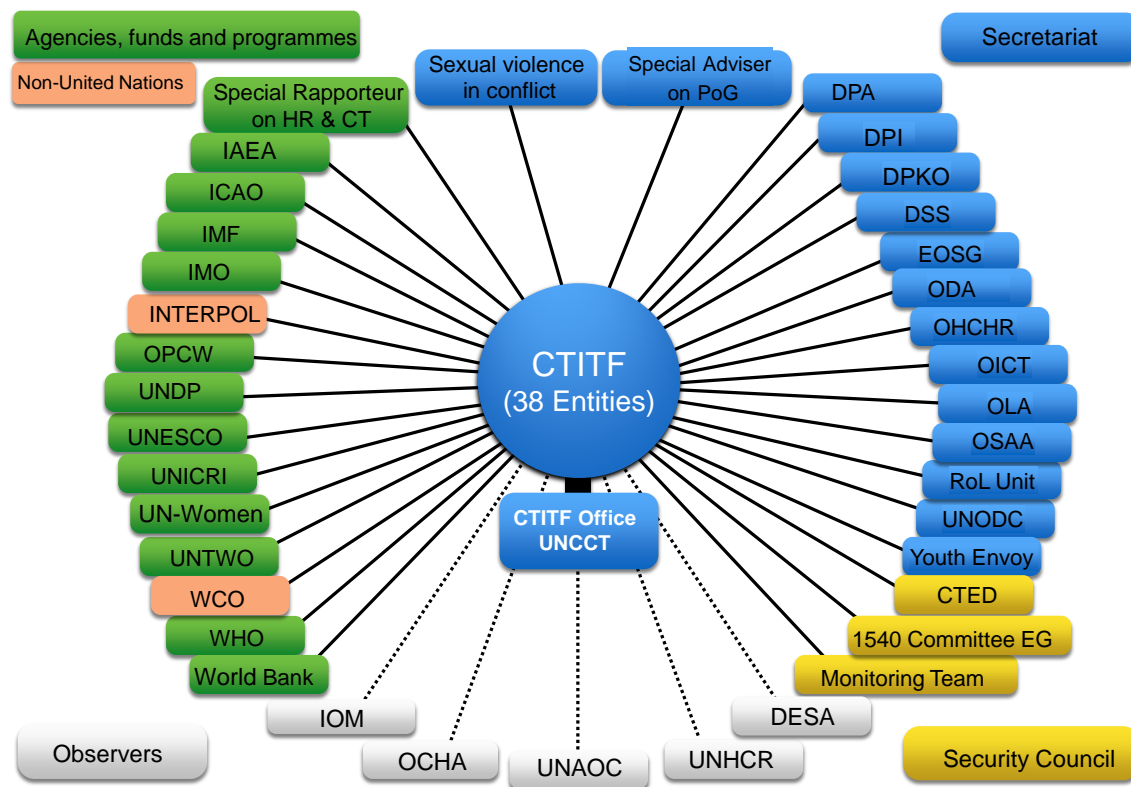 Agencies, funds and programmes
Non-United Nations
Secretariat
Sexual violence
in conflict
Special Adviser
on PoG
Special Rapporteur
on HR & CT
IAEA
ICAO
IMF
IMO
INTERPOL
OPCW
UNDP
UNESCO
UNICRI
UN-Women
UNTWO
WCO
WHO
World Bank
DPA
DPI
DPKO
DSS
EOSG
ODA
OHCHR
OICT
OLA
OSAA
RoL Unit
UNODC
Youth Envoy
CTED
1540 Committee EG
Monitoring Team
CTITF
(38 Entities)
CTITF Office
UNCCT
IOM
OCHA
UNAOC
UNHCR
DESA
Observers
Security Council